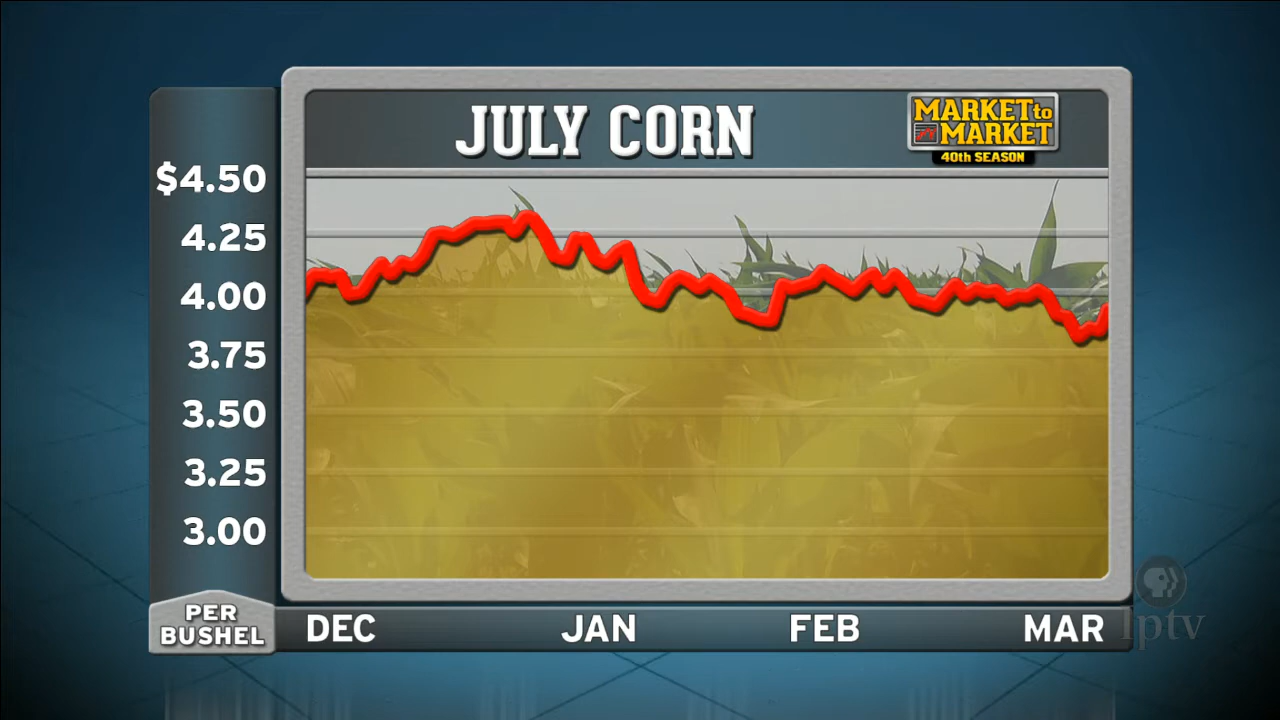 JULY CORN
MARKET to
MARKET
40th SEASON
$4.50
4.25
4.00
3.75
3.50
3.25
3.00
PER
BUSHEL
DEC JAN FEB MAR
Iptv